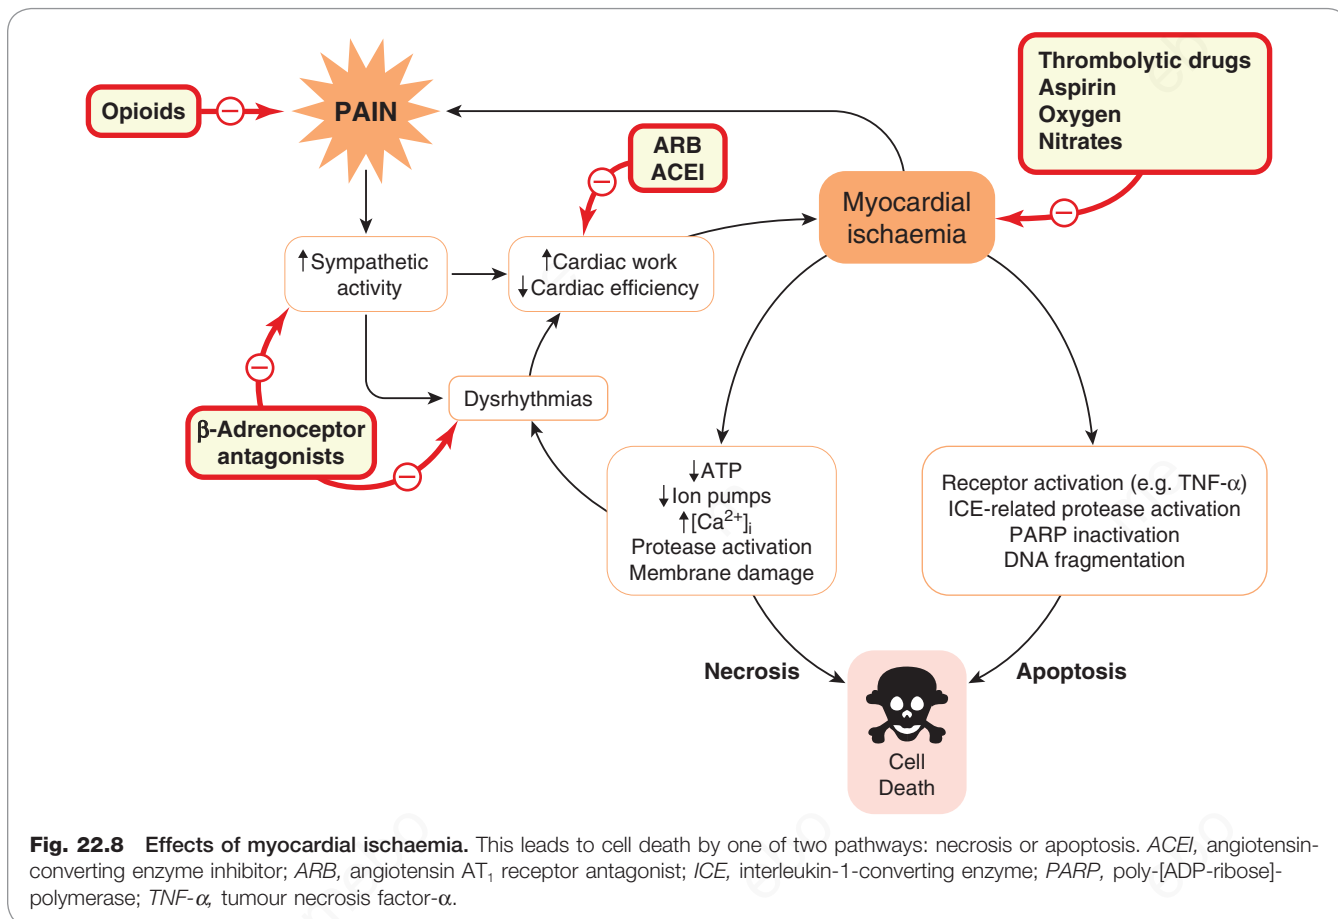 Opioids
PAIN
ARB
ACEI
Thrombolytic drugs
Aspirin
Oxygen
Nitrates
Myocardial
ischaemia
↑Sympathetic
activity
↑Cardiac work
↓Cardiac efficiency
Dysrhythmias
β-Adrenoceptor
antagonists
↓ATP
↓Ion pumps
↑[Ca²⁺]ᵢ
Protease activation
Membrane damage
Receptor activation (e.g. TNF-α)
ICE-related protease activation
PARP inactivation
DNA fragmentation
Necrosis
Apoptosis
Cell
Death
Fig. 22.8 Effects of myocardial ischaemia. This leads to cell death by one of two pathways: necrosis or apoptosis. ACEI, angiotensin-
converting enzyme inhibitor; ARB, angiotensin AT₁ receptor antagonist; ICE, interleukin-1-converting enzyme; PARP, poly-[ADP-ribose]-
polymerase; TNF-α, tumour necrosis factor-α.